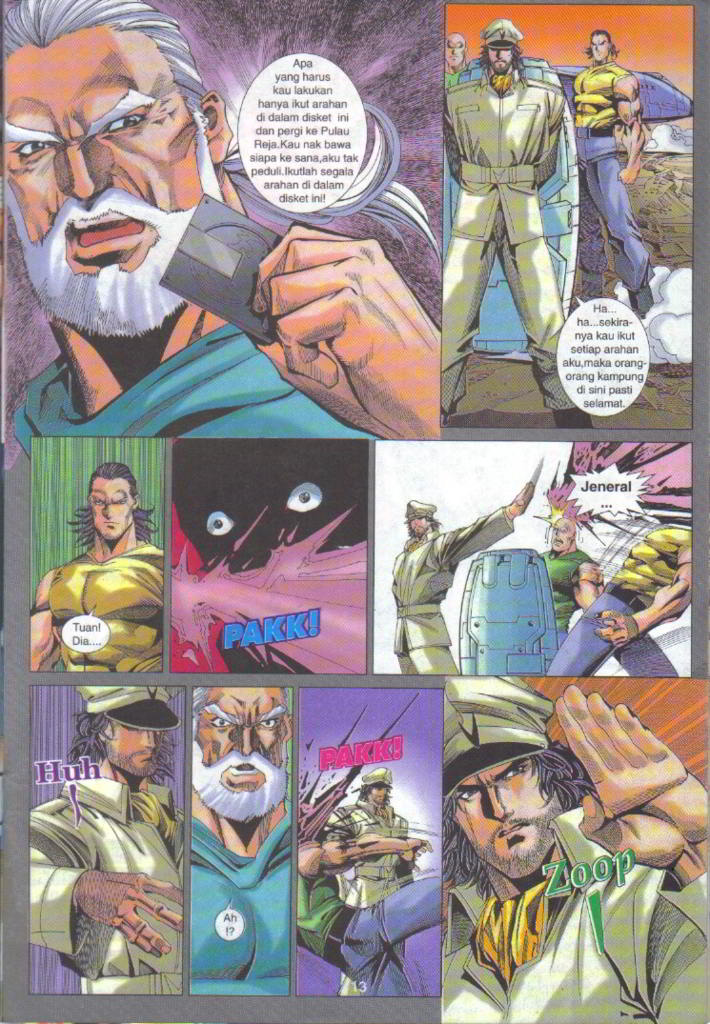 Apa
yang harus
kau lakukan
hanya ikut arahan
di dalam disket ini
dan pergi ke Pulau
Reja.Kau nak bawa
siapa ke sana,aku tak
peduli.Ikutlah segala
arahan di dalam
disket ini!
Ha...
ha...sekira-
nya kau ikut
setiap arahan
aku,maka orang-
orang kampung
di sini pasti
selamat.
Tuan!
Dia....
PAKK!
Jeneral
...
Huh
!
Ah
!?
PAKK!
Zoop
!
13